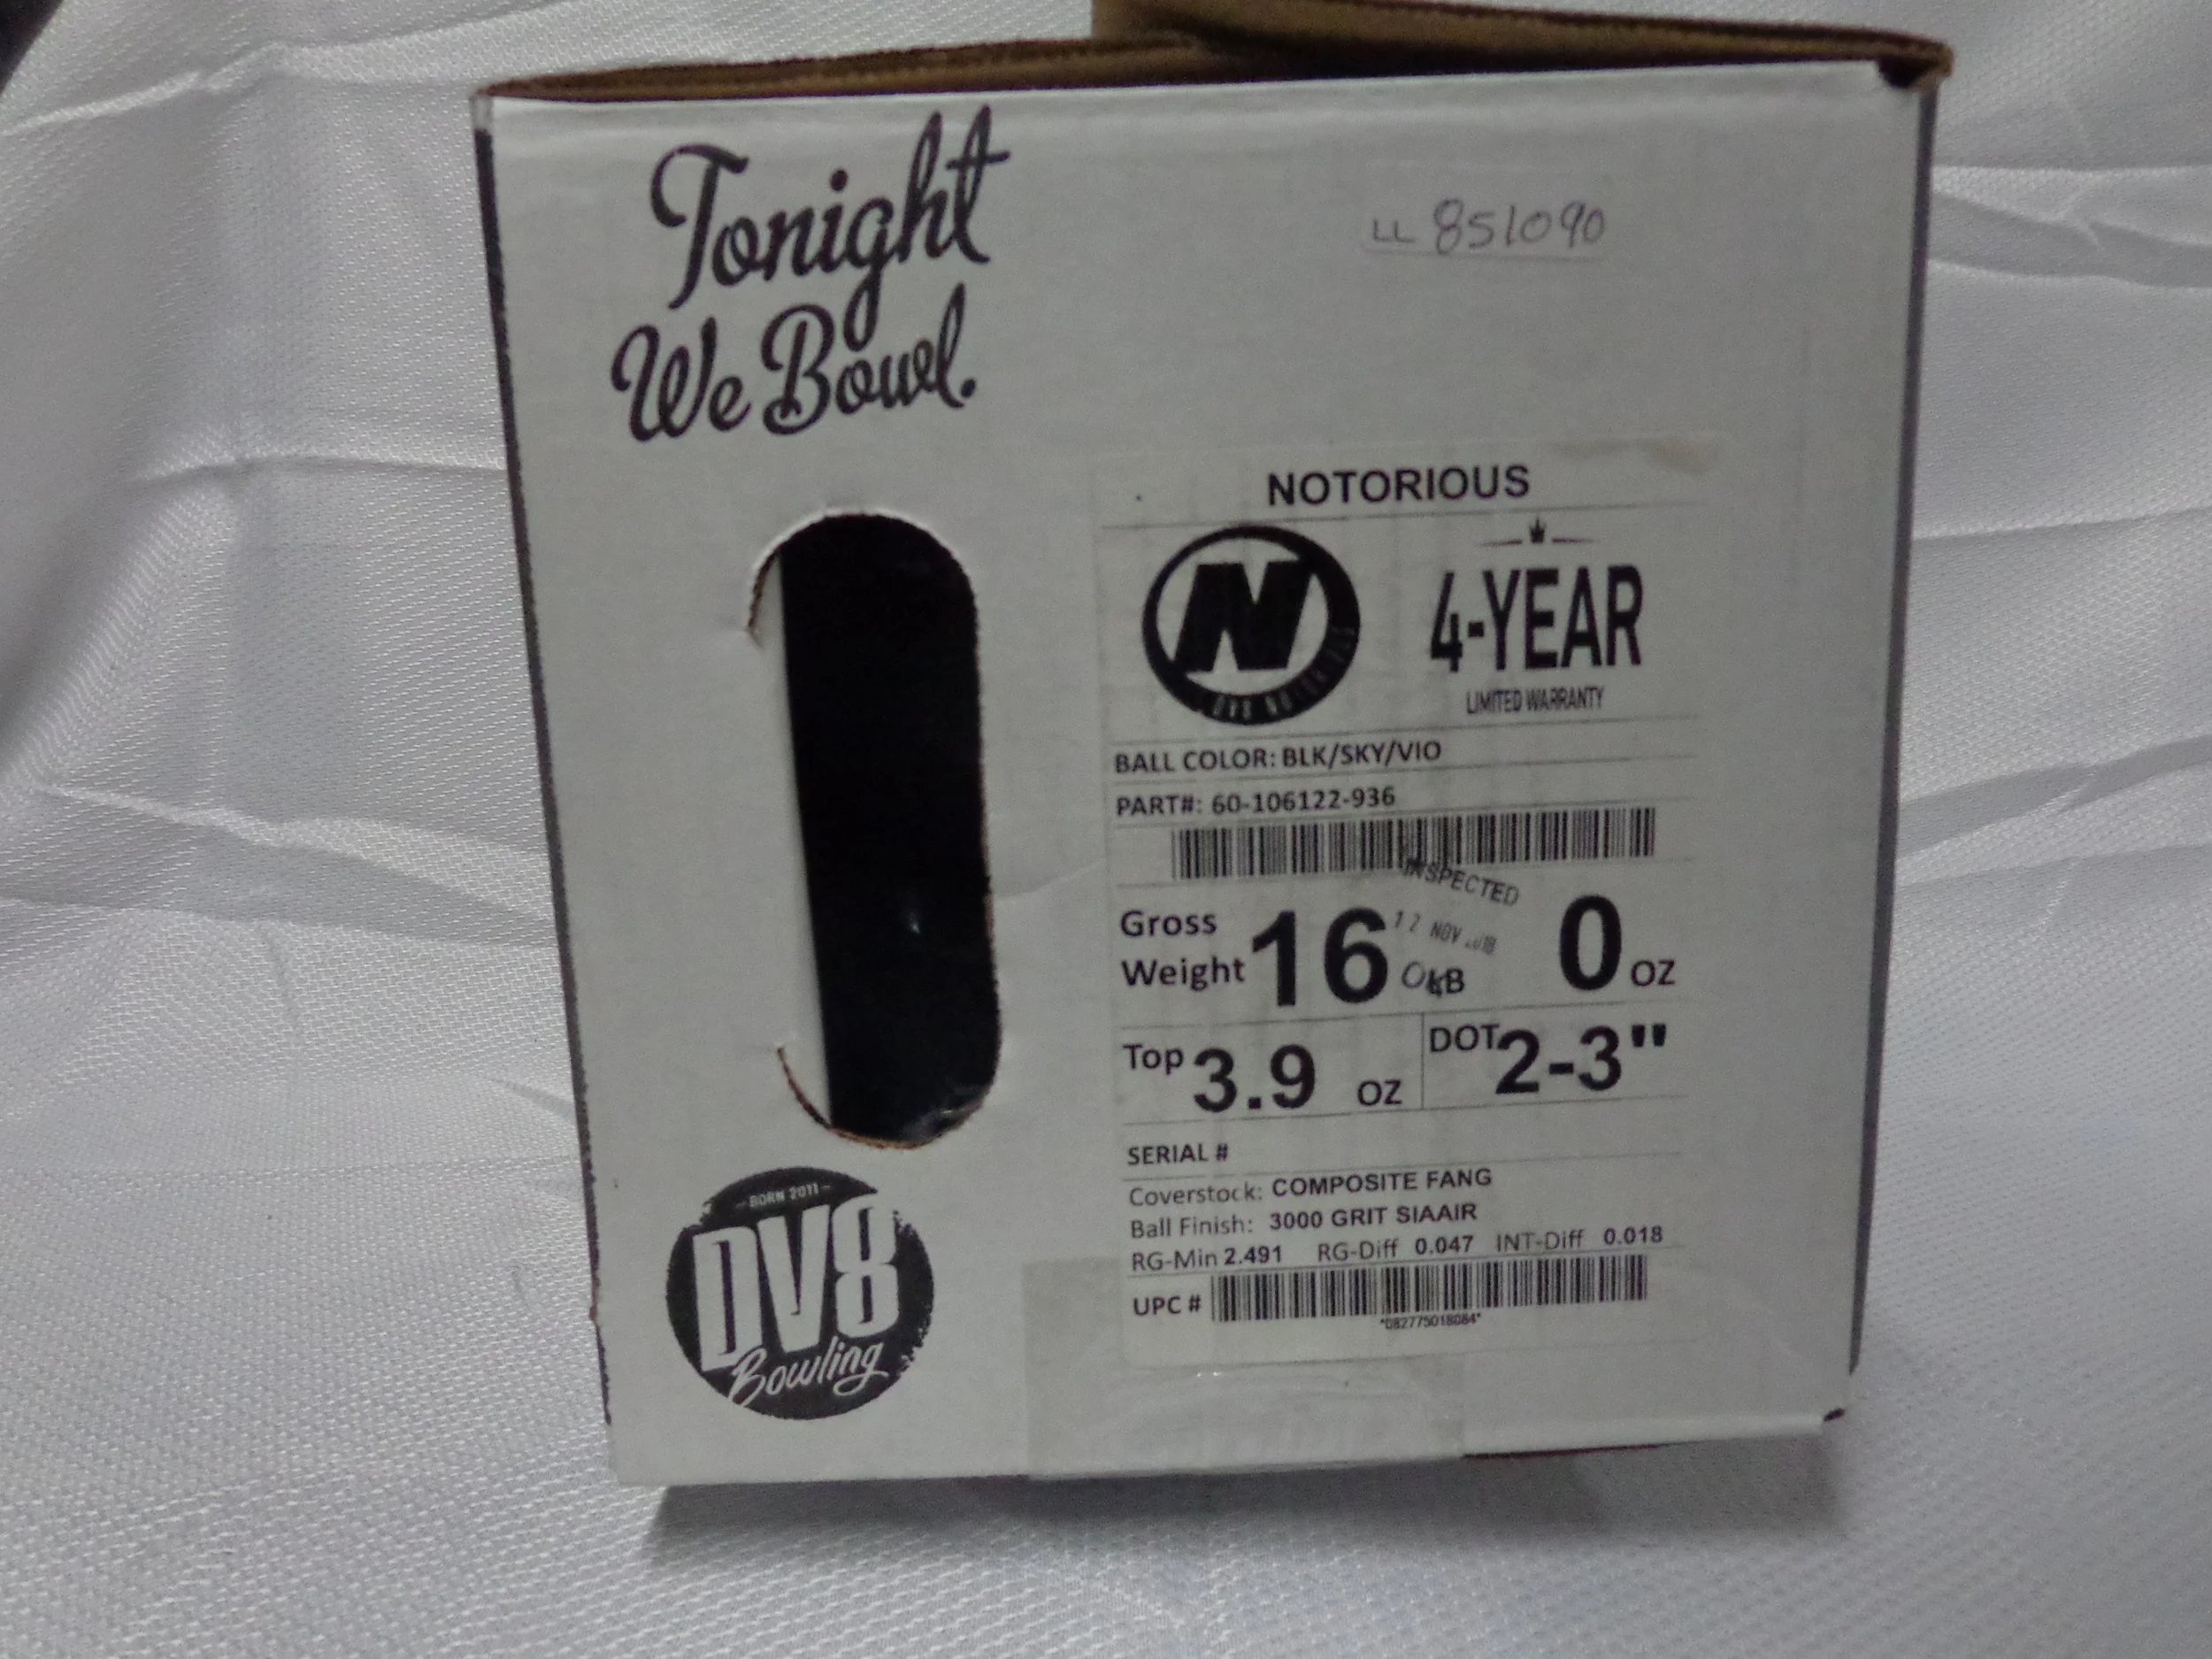 Tonight
We Bowl.
LL 851090
NOTORIOUS
N
4-YEAR
LIMITED WARRANTY
BALL COLOR: BLK/SKY/VIO
PART#: 60-106122-936
INSPECTED
12 NOV
Gross Weight 16 LB 0 OZ
Top 3.9 OZ DOT 2-3"
SERIAL #
Coverstock: COMPOSITE FANG
Ball Finish: 3000 GRIT SIAAIR
RG-Min 2.491 RG-Diff 0.047 INT-Diff 0.018
UPC #
*082775018084*
BORN 2011
DV8
Bowling